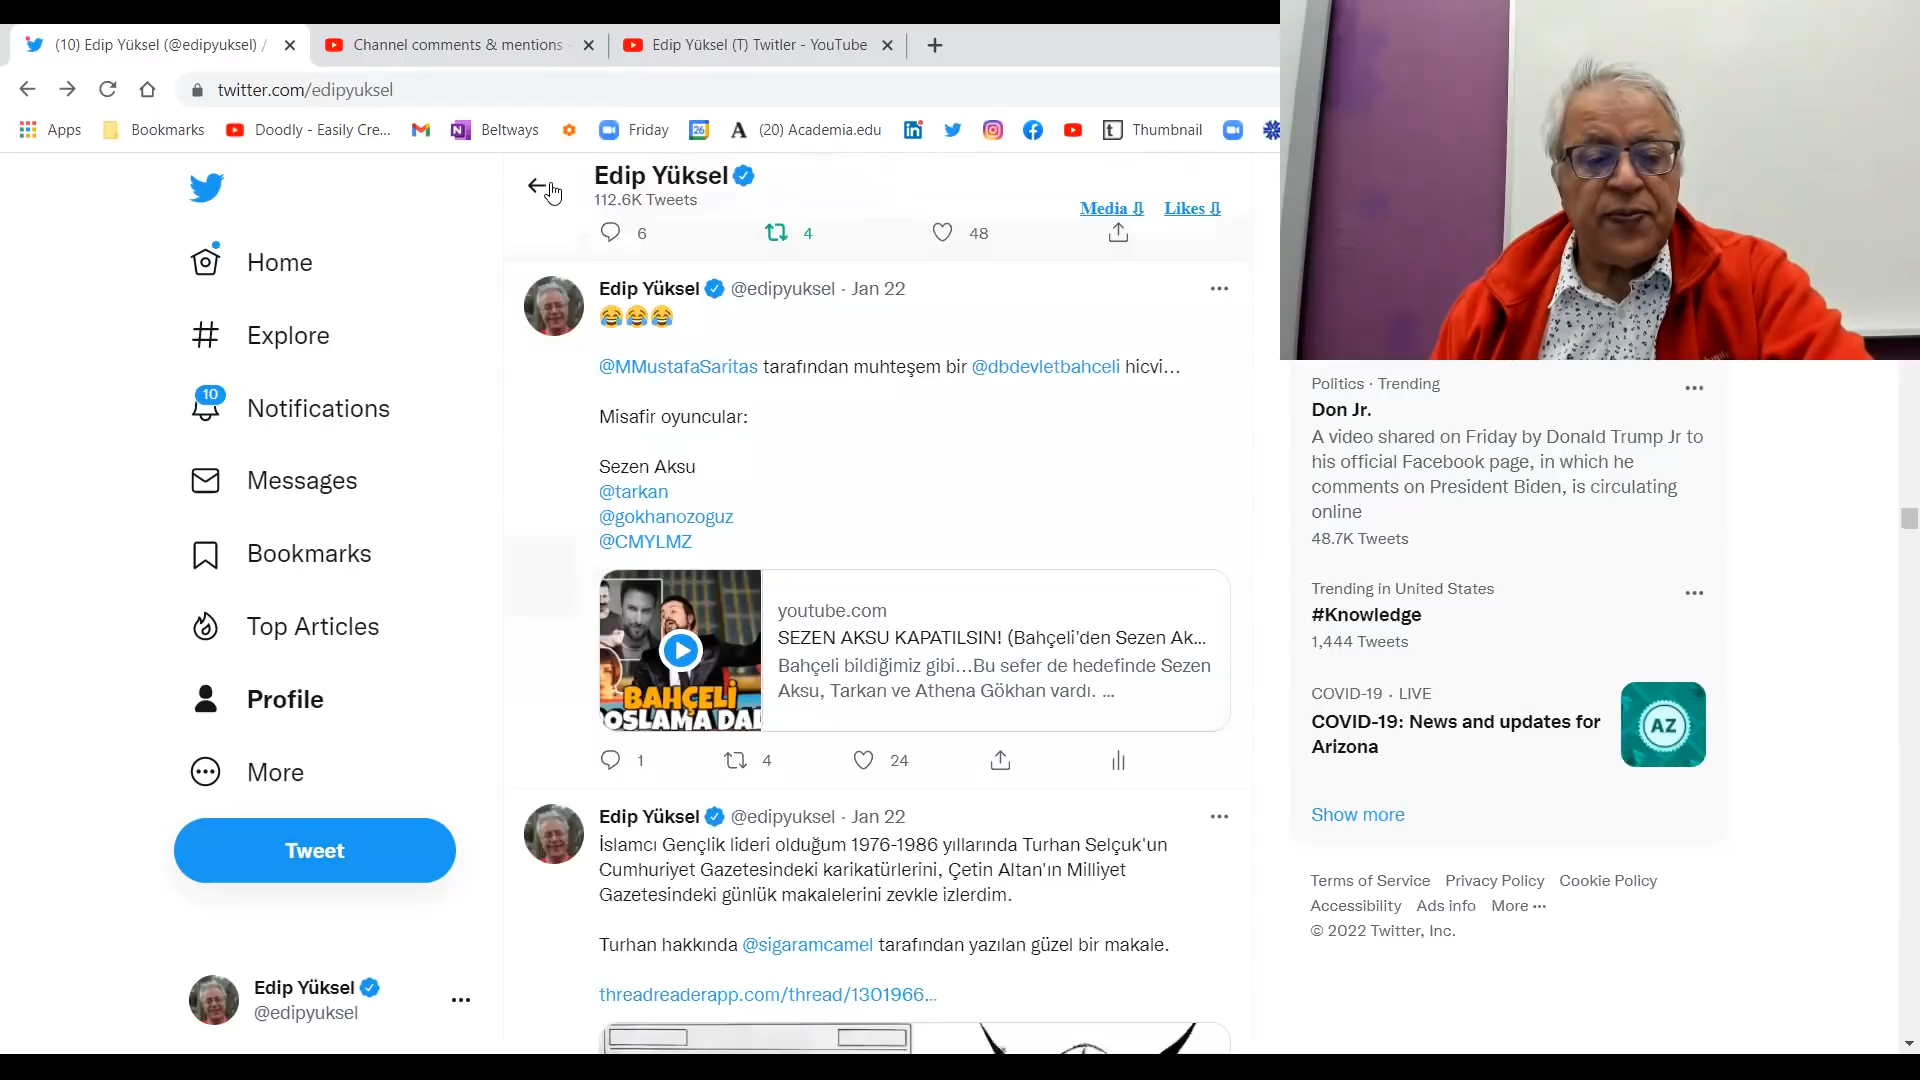 (10) Edip Yüksel (@edipyuksel) /
Channel comments & mentions
Edip Yüksel (T) Twitler - YouTube
twitter.com/edipyuksel
Apps
Bookmarks
Doodly - Easily Cre...
Beltways
Friday
26
(20) Academia.edu
Thumbnail
Home
Explore
10
Notifications
Messages
Bookmarks
Top Articles
Profile
More
Tweet
Edip Yüksel
@edipyuksel
Edip Yüksel
112.6K Tweets
Media ⇩ Likes ⇩
6 4 48
Edip Yüksel @edipyuksel · Jan 22
😂😂😂
@MMustafaSaritas tarafından muhteşem bir @dbdevletbahceli hicvi...
Misafir oyuncular:
Sezen Aksu
@tarkan
@gokhanozoguz
@CMYLMZ
BAHÇELİ
youtube.com
SEZEN AKSU KAPATILSIN! (Bahçeli'den Sezen Ak...
Bahçeli bildiğimiz gibi...Bu sefer de hedefinde Sezen
Aksu, Tarkan ve Athena Gökhan vardı. ...
1 4 24
Edip Yüksel @edipyuksel · Jan 22
İslamcı Gençlik lideri olduğum 1976-1986 yıllarında Turhan Selçuk'un
Cumhuriyet Gazetesindeki karikatürlerini, Çetin Altan'ın Milliyet
Gazetesindeki günlük makalelerini zevkle izlerdim.
Turhan hakkında @sigaramcamel tarafından yazılan güzel bir makale.
threadreaderapp.com/thread/1301966...
Politics · Trending
Don Jr.
A video shared on Friday by Donald Trump Jr to
his official Facebook page, in which he
comments on President Biden, is circulating
online
48.7K Tweets
Trending in United States
#Knowledge
1,444 Tweets
COVID-19 · LIVE
COVID-19: News and updates for
Arizona
AZ
Show more
Terms of Service Privacy Policy Cookie Policy
Accessibility Ads info More ···
© 2022 Twitter, Inc.